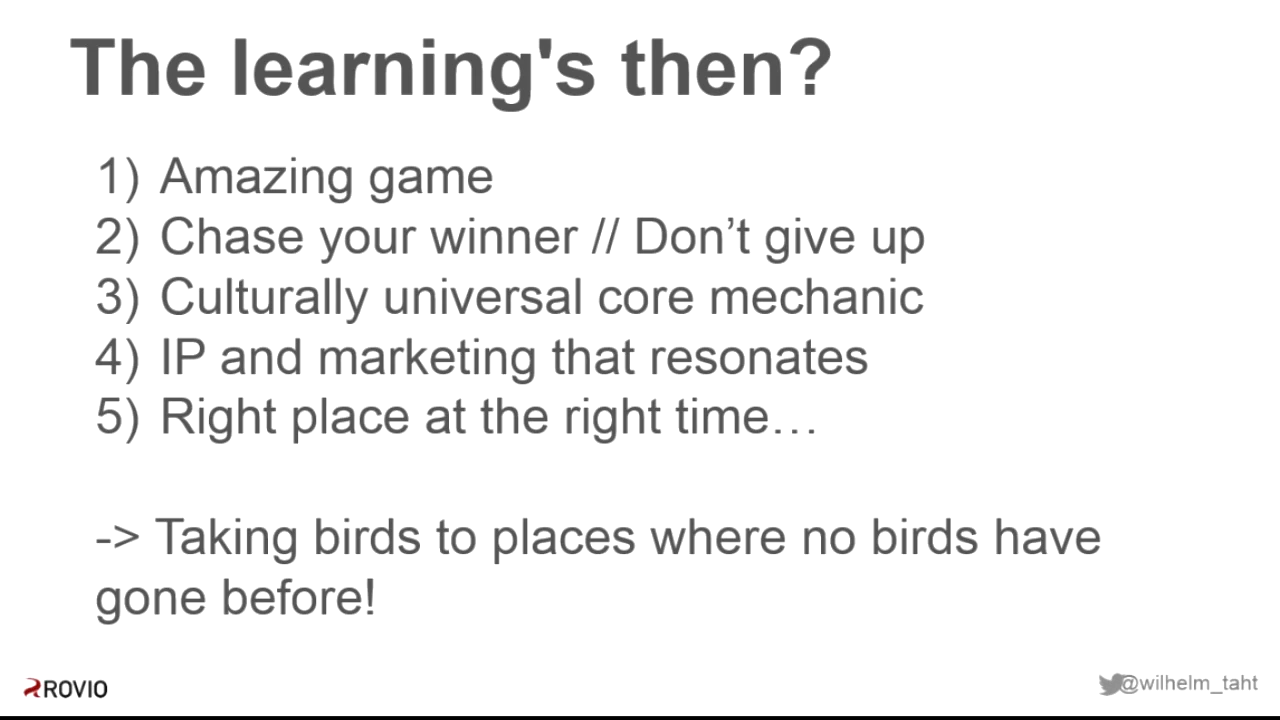 The learning's then?
1) Amazing game
2) Chase your winner // Don’t give up
3) Culturally universal core mechanic
4) IP and marketing that resonates
5) Right place at the right time…
-> Taking birds to places where no birds have
gone before!
ROVIO
@wilhelm_taht